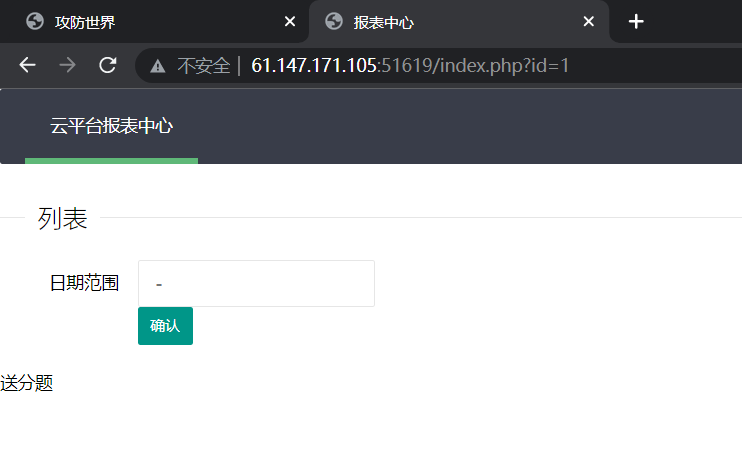 攻防世界
报表中心
不安全 | 61.147.171.105:51619/index.php?id=1
云平台报表中心
列表
日期范围 -
确认
送分题